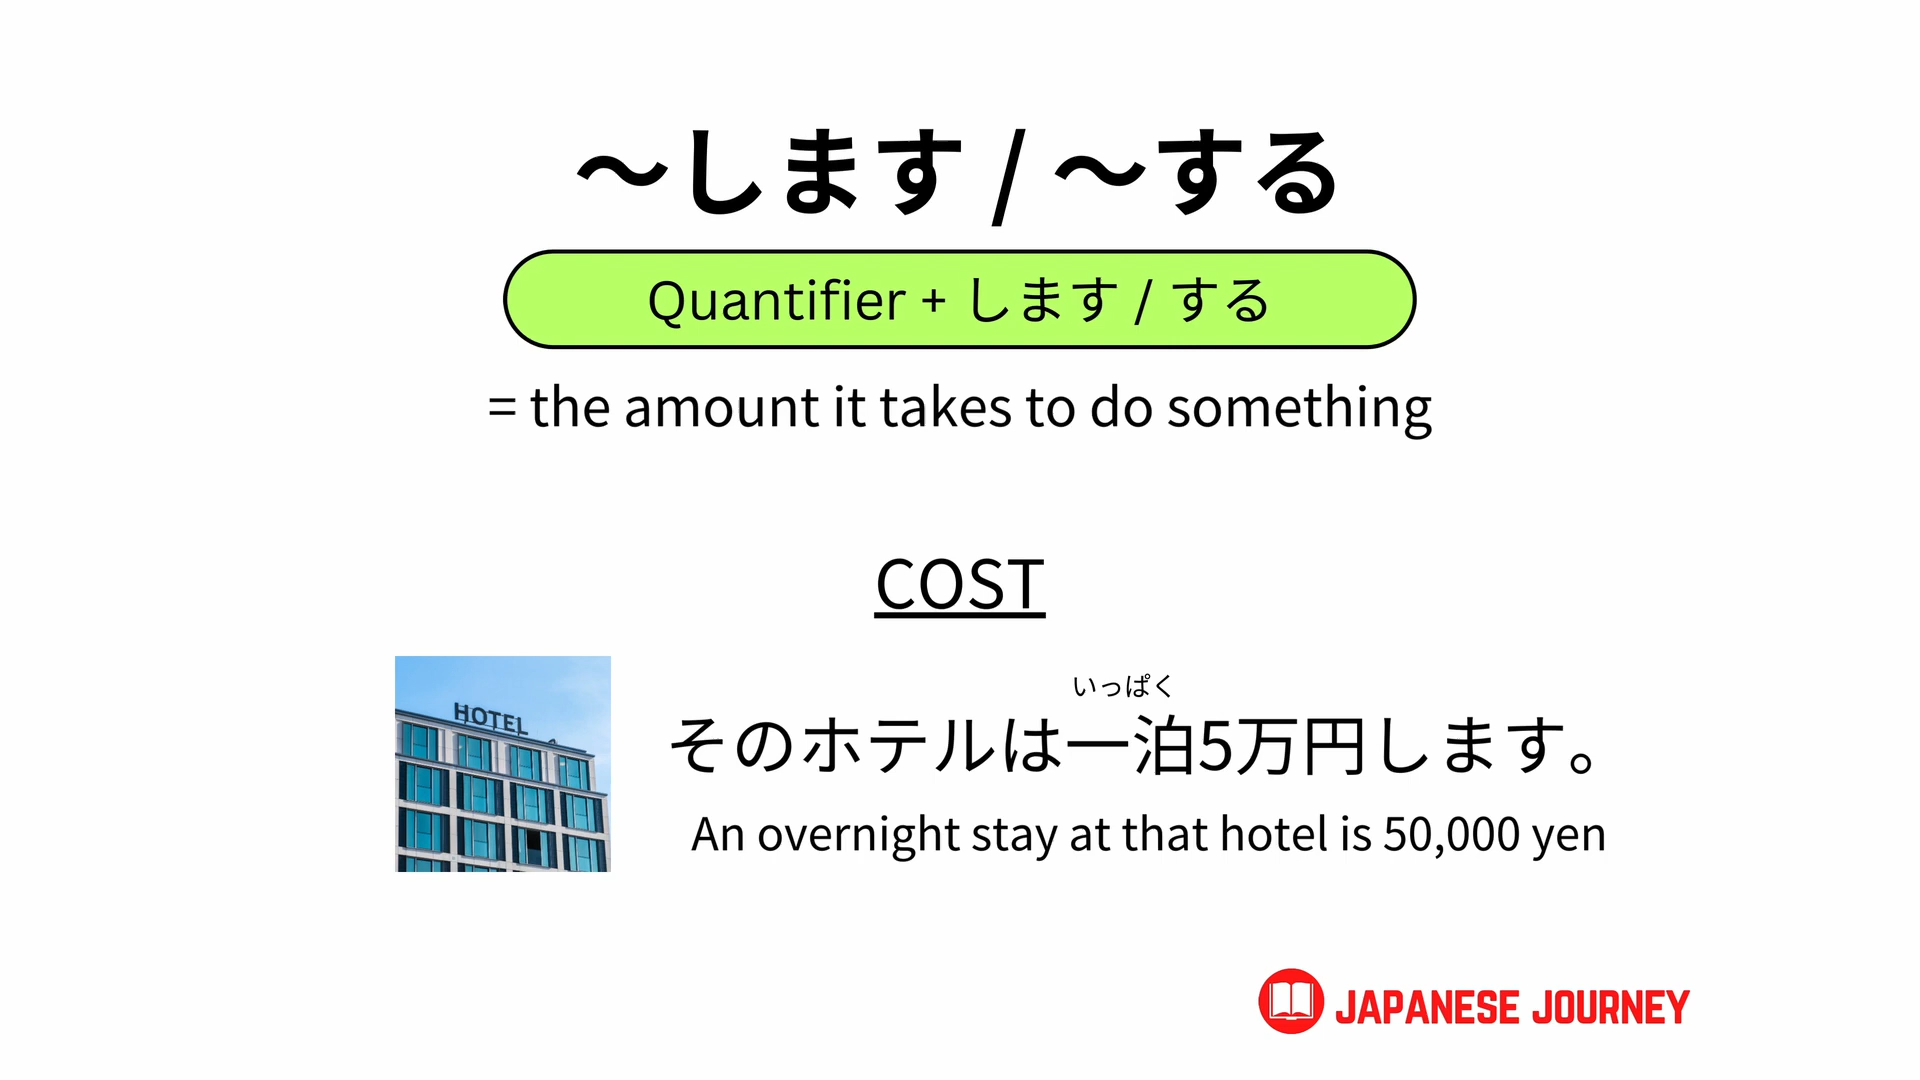 ～します / ～する
Quantifier + します / する
= the amount it takes to do something
COST
HOTEL
いっぱく
そのホテルは一泊5万円します。
An overnight stay at that hotel is 50,000 yen
JAPANESE JOURNEY